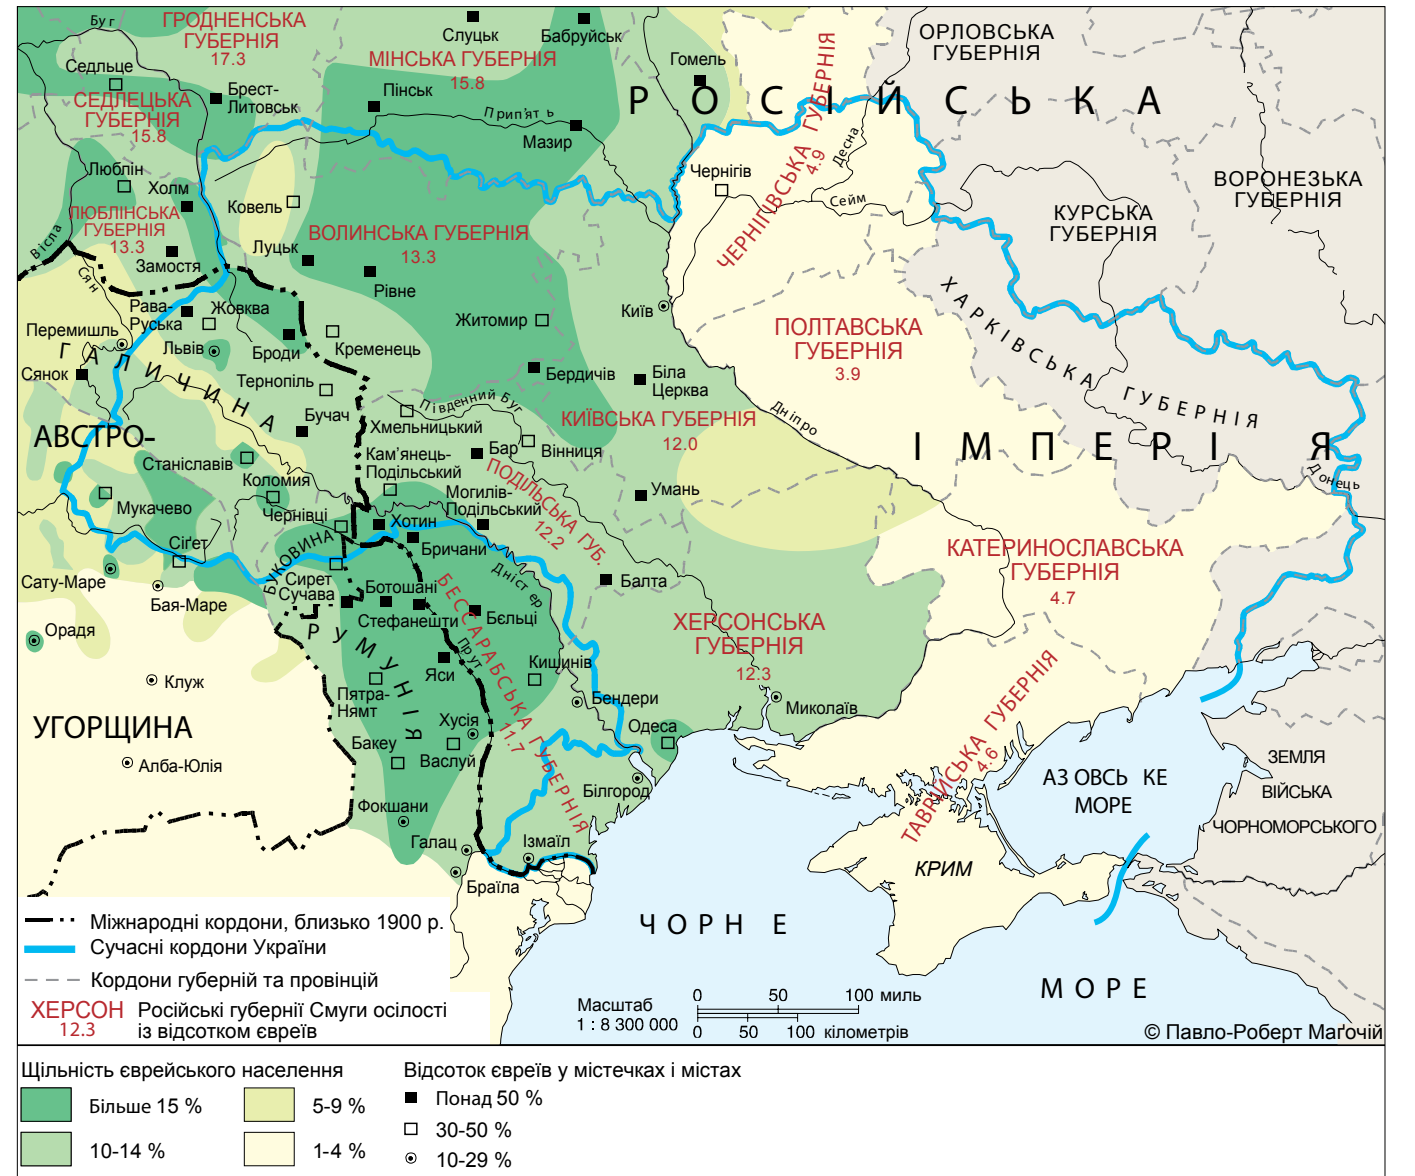 Буг
ГРОДНЕНСЬКА
ГУБЕРНІЯ
17.3
Слуцьк
Бабруйськ
МІНСЬКА ГУБЕРНІЯ
15.8
Гомель
ОРЛОВСЬКА
ГУБЕРНІЯ
Седльце
СЕДЛЕЦЬКА
ГУБЕРНІЯ
15.8
Брест-
Литовськ
Пінськ
Прип'ять
Мазир
РОСІЙСЬКА
ІМПЕРІЯ
Люблін
Холм
ЛЮБЛІНСЬКА
ГУБЕРНІЯ
13.3
Замостя
Вісла
Сян
Ковель
Луцьк
ВОЛИНСЬКА ГУБЕРНІЯ
13.3
Рівне
Житомир
Чернігів
ЧЕРНІГІВСЬКА ГУБЕРНІЯ
4.9
Десна
Сейм
КУРСЬКА
ГУБЕРНІЯ
ВОРОНЕЗЬКА
ГУБЕРНІЯ
ХАРКІВСЬКА ГУБЕРНІЯ
Київ
ПОЛТАВСЬКА
ГУБЕРНІЯ
3.9
Рава-
Руська
Жовква
Перемишль
Львів
Броди
Кременець
ГАЛИЧИНА
Сянок
Тернопіль
Бучач
Бердичів
Біла
Церква
Південний Буг
Хмельницький
КИЇВСЬКА ГУБЕРНІЯ
12.0
Дніпро
АВСТРО-
Станіславів
Коломия
Кам'янець-
Подільський
Бар
Вінниця
ПОДІЛЬСЬКА ГУБ.
12.2
Могилів-
Подільський
Умань
Донець
Мукачево
Чернівці
Хотин
Бричани
Сіґет
БУКОВИНА
Сирет
Сучава
Ботошані
Стефанешти
Дністер
Балта
КАТЕРИНОСЛАВСЬКА
ГУБЕРНІЯ
4.7
Сату-Маре
Бая-Маре
Орадя
РУМУНІЯ
БЕССАРАБСЬКА ГУБЕРНІЯ
11.7
Бєльці
Прут
Яси
Кишинів
ХЕРСОНСЬКА
ГУБЕРНІЯ
12.3
Клуж
Пятра-
Нямт
Бендери
Миколаїв
УГОРЩИНА
Хусія
Бакеу
Васлуй
Одеса
Алба-Юлія
ТАВРІЙСЬКА ГУБЕРНІЯ
4.6
АЗОВСЬКЕ
МОРЕ
ЗЕМЛЯ
ВІЙСЬКА
ЧОРНОМОРСЬКОГО
Білгород
Фокшани
Галац
Ізмаїл
Браїла
КРИМ
ЧОРНЕ
МОРЕ
Міжнародні кордони, близько 1900 р.
Сучасні кордони України
Кордони губерній та провінцій
ХЕРСОН
12.3
Російські губернії Смуги осілості
із відсотком євреїв
Масштаб
1 : 8 300 000
0 50 100 миль
0 50 100 кілометрів
© Павло-Роберт Маґочій
Щільність єврейського населення
Більше 15 %
10-14 %
5-9 %
1-4 %
Відсоток євреїв у містечках і містах
Понад 50 %
30-50 %
10-29 %